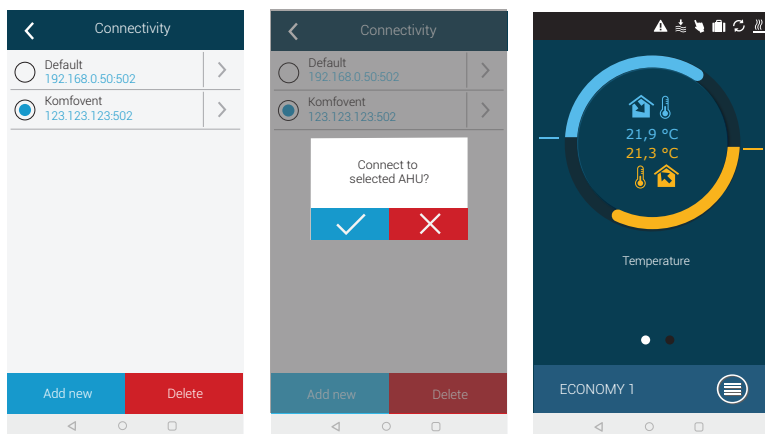 Connectivity
Default
192.168.0.50:502
Komfovent
123.123.123:502
Add new
Delete
Connectivity
Default
192.168.0.50:502
Komfovent
123.123.123:502
Connect to
selected AHU?
Add new
Delete
21,9 °C
21,3 °C
Temperature
ECONOMY 1